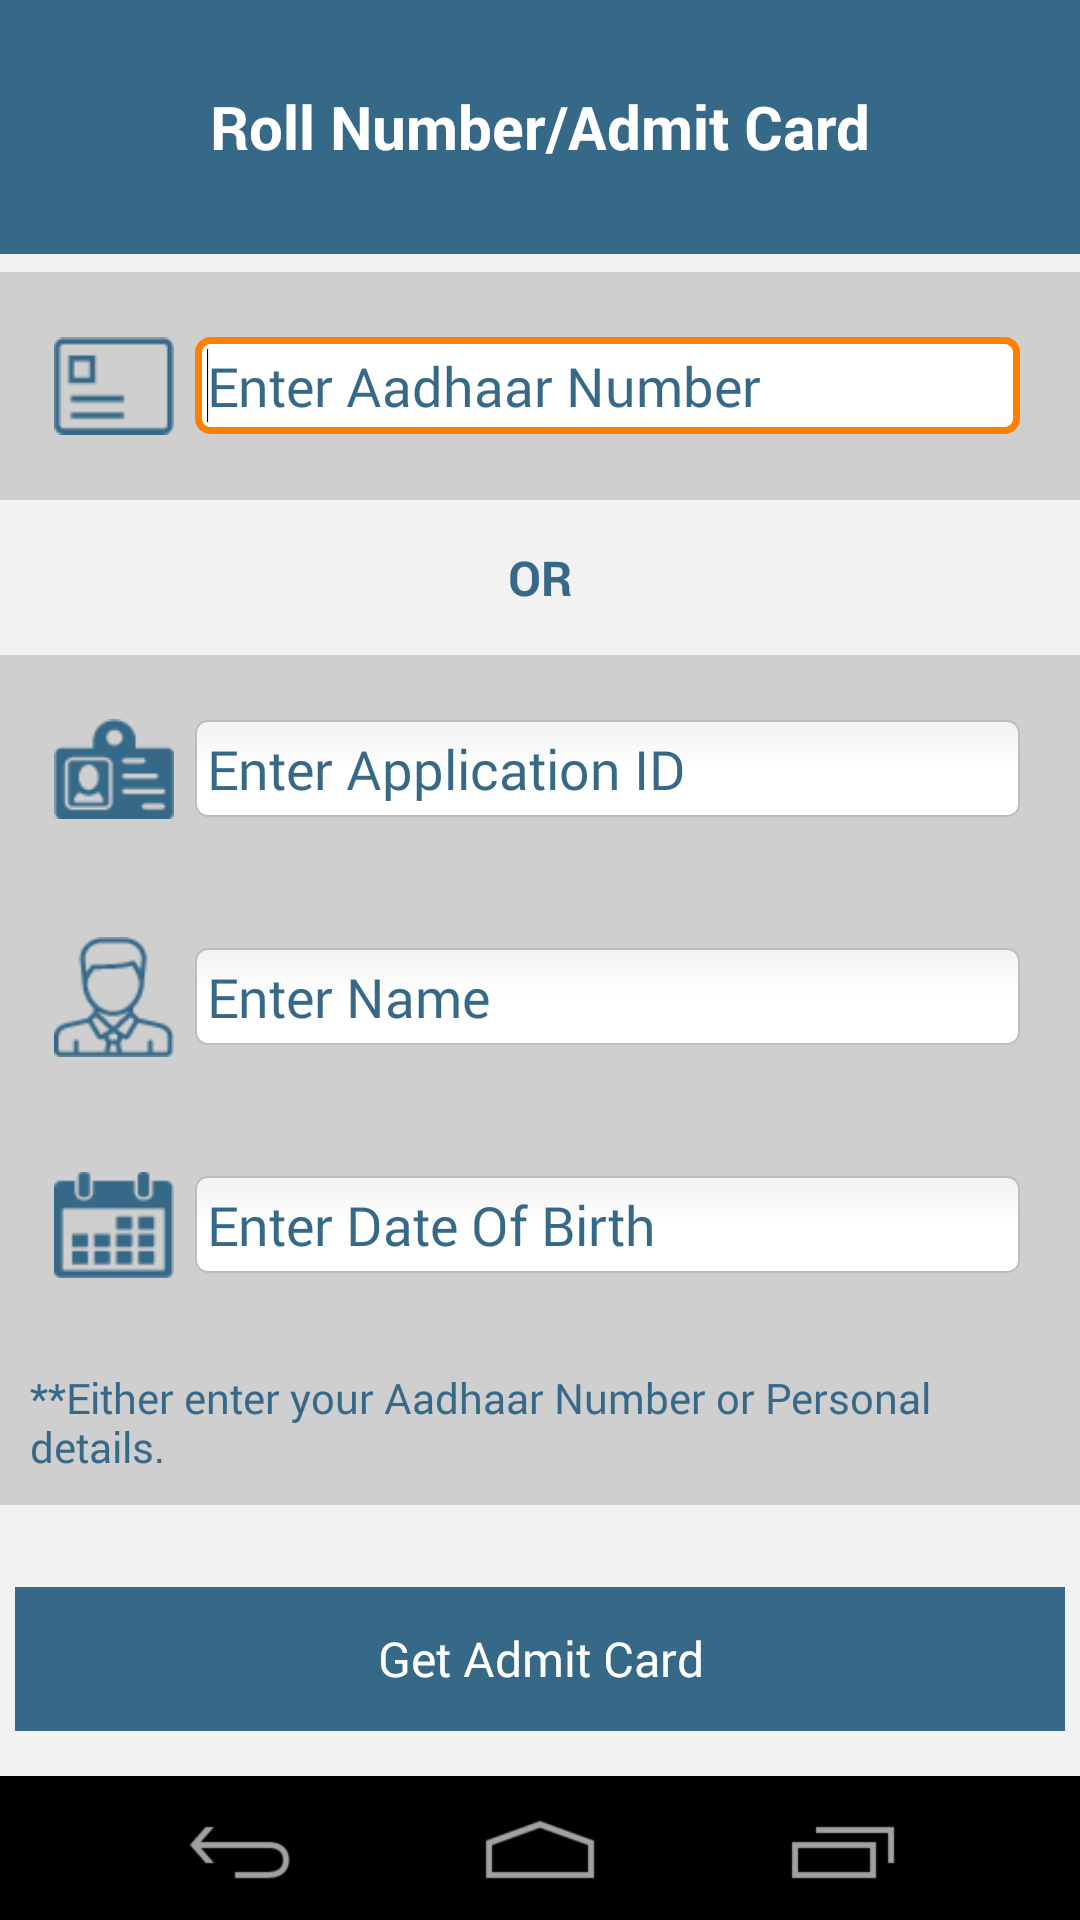 Roll Number/Admit Card
Enter Aadhaar Number
OR
Enter Application ID
Enter Name
Enter Date Of Birth
**Either enter your Aadhaar Number or Personal
details.
Get Admit Card